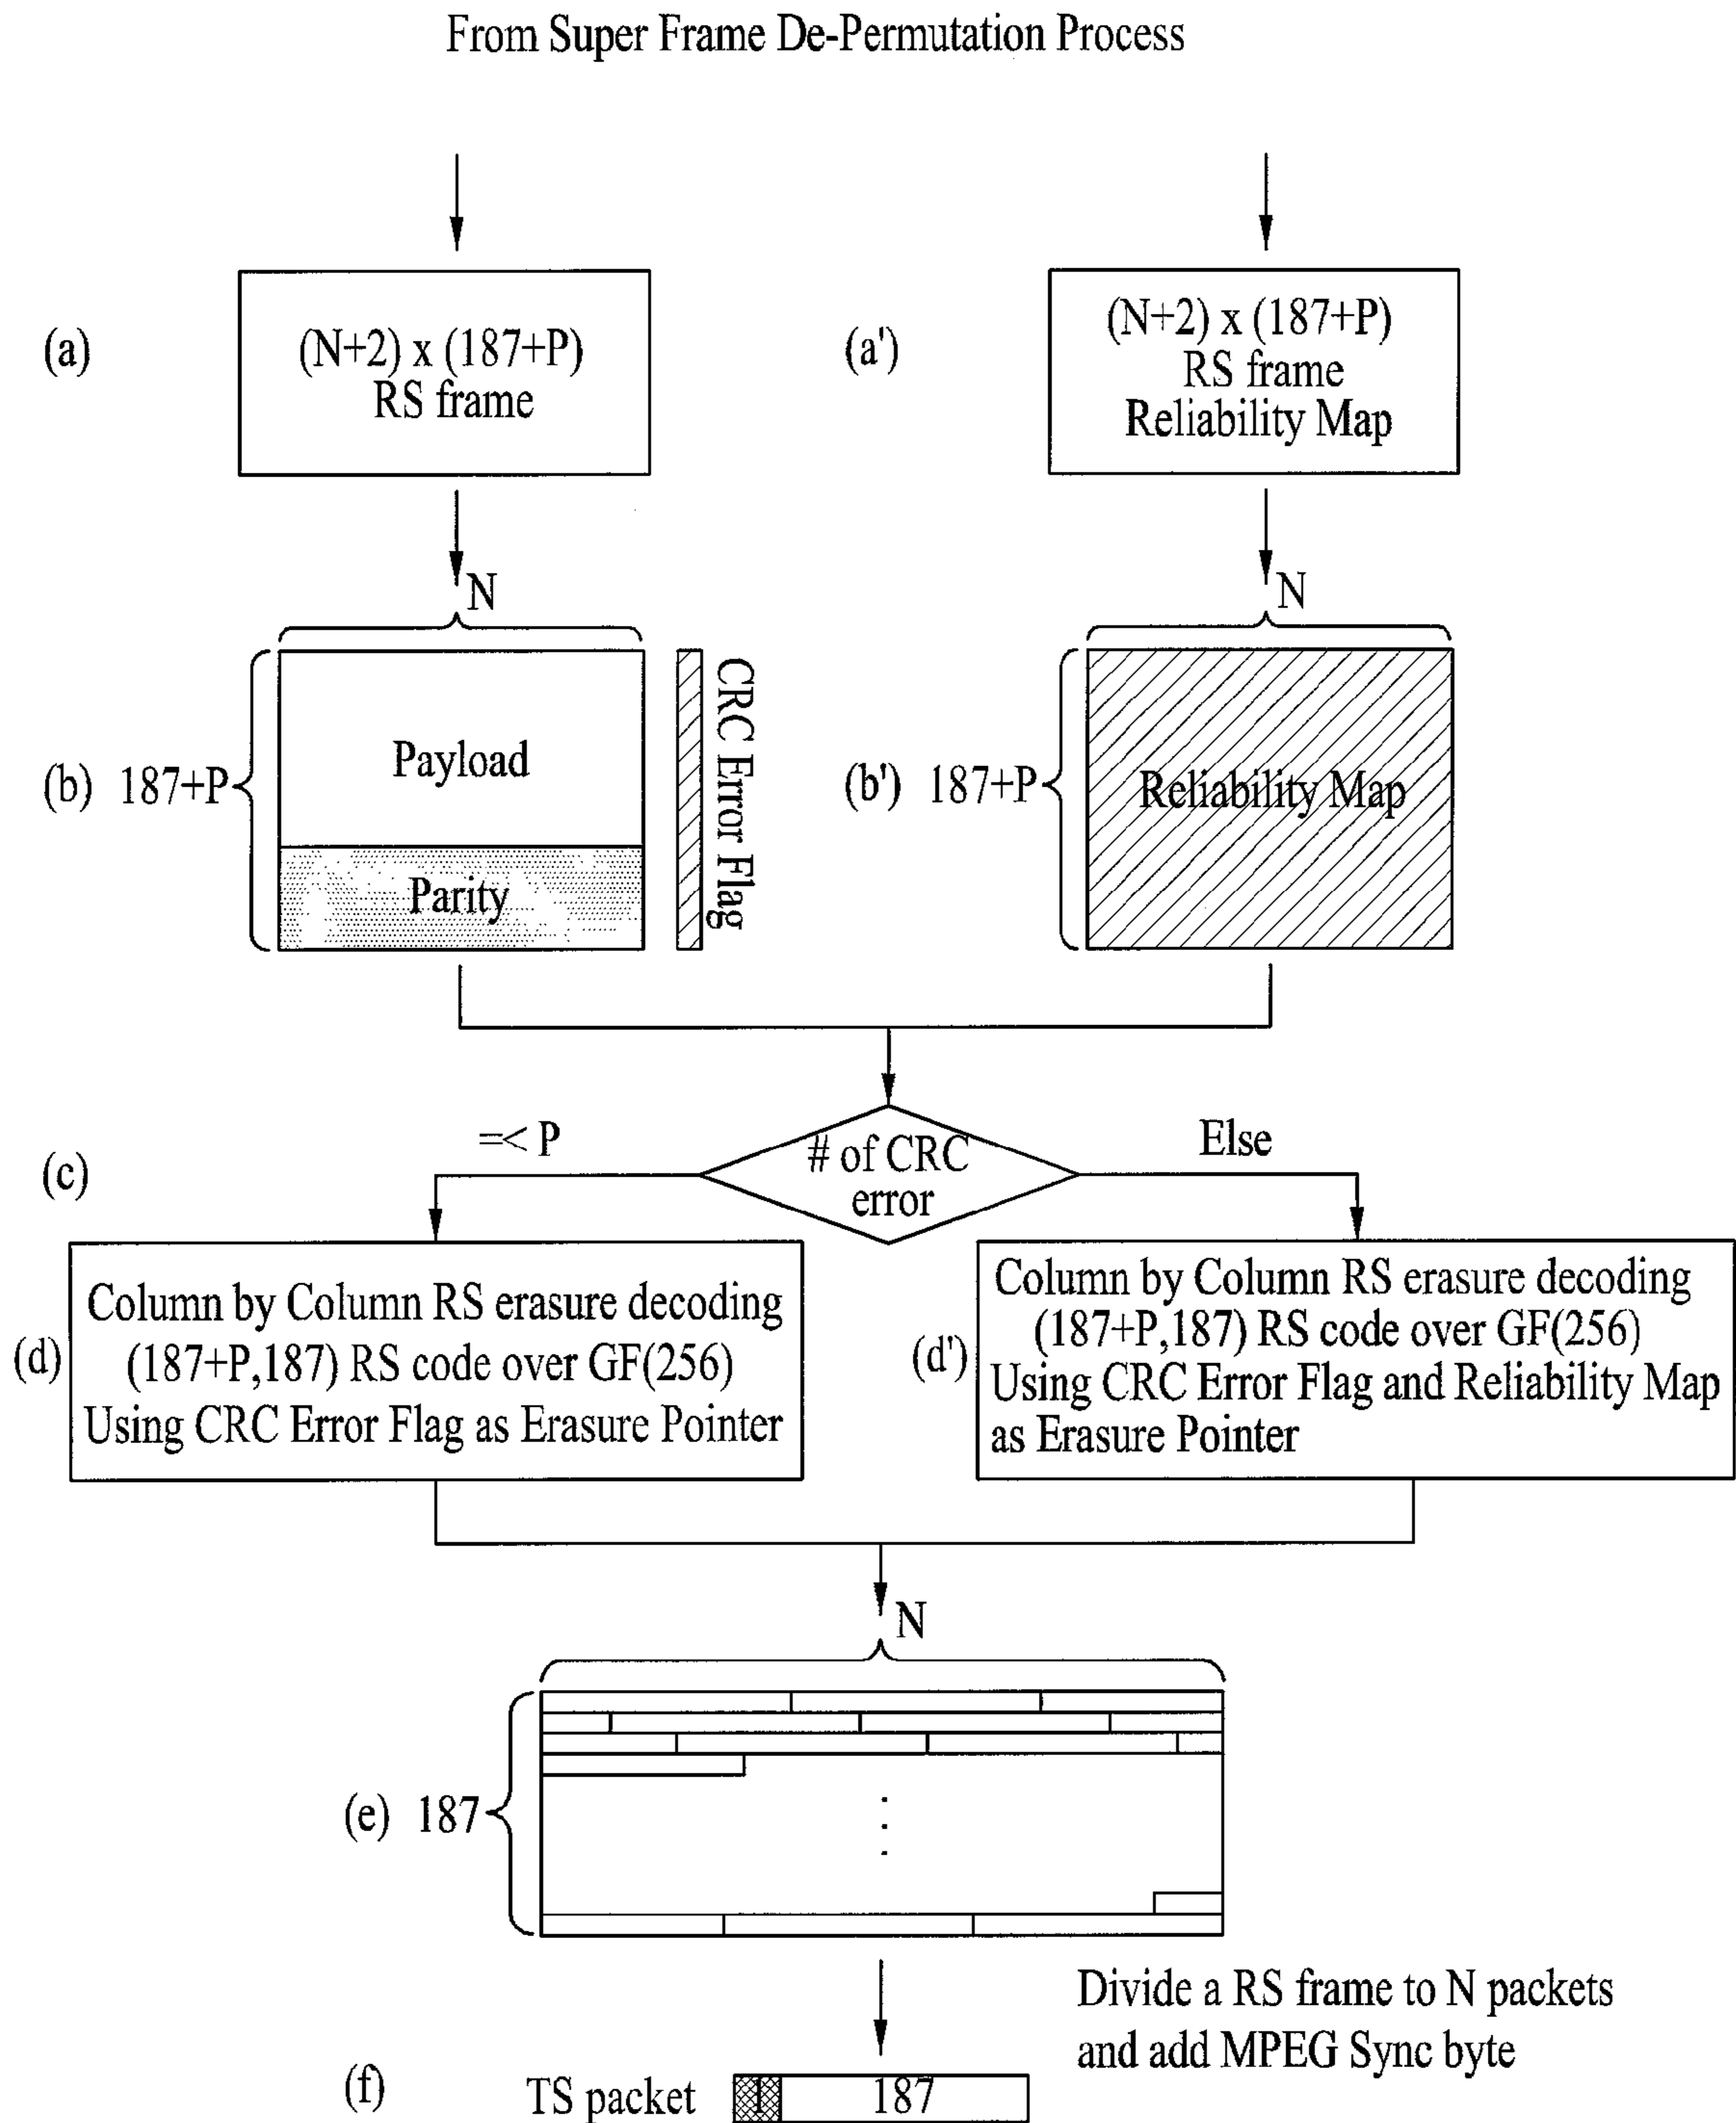 From Super Frame De-Permutation Process
(a)
(N+2) x (187+P)
RS frame
(a')
(N+2) x (187+P)
RS frame
Reliability Map
N
N
(b) 187+P
Payload
Parity
CRC Error Flag
(b') 187+P
Reliability Map
(c)
=< P
# of CRC
error
Else
(d)
Column by Column RS erasure decoding
(187+P,187) RS code over GF(256)
Using CRC Error Flag as Erasure Pointer
(d')
Column by Column RS erasure decoding
(187+P,187) RS code over GF(256)
Using CRC Error Flag and Reliability Map
as Erasure Pointer
N
(e) 187
Divide a RS frame to N packets
and add MPEG Sync byte
(f)
TS packet
1
187